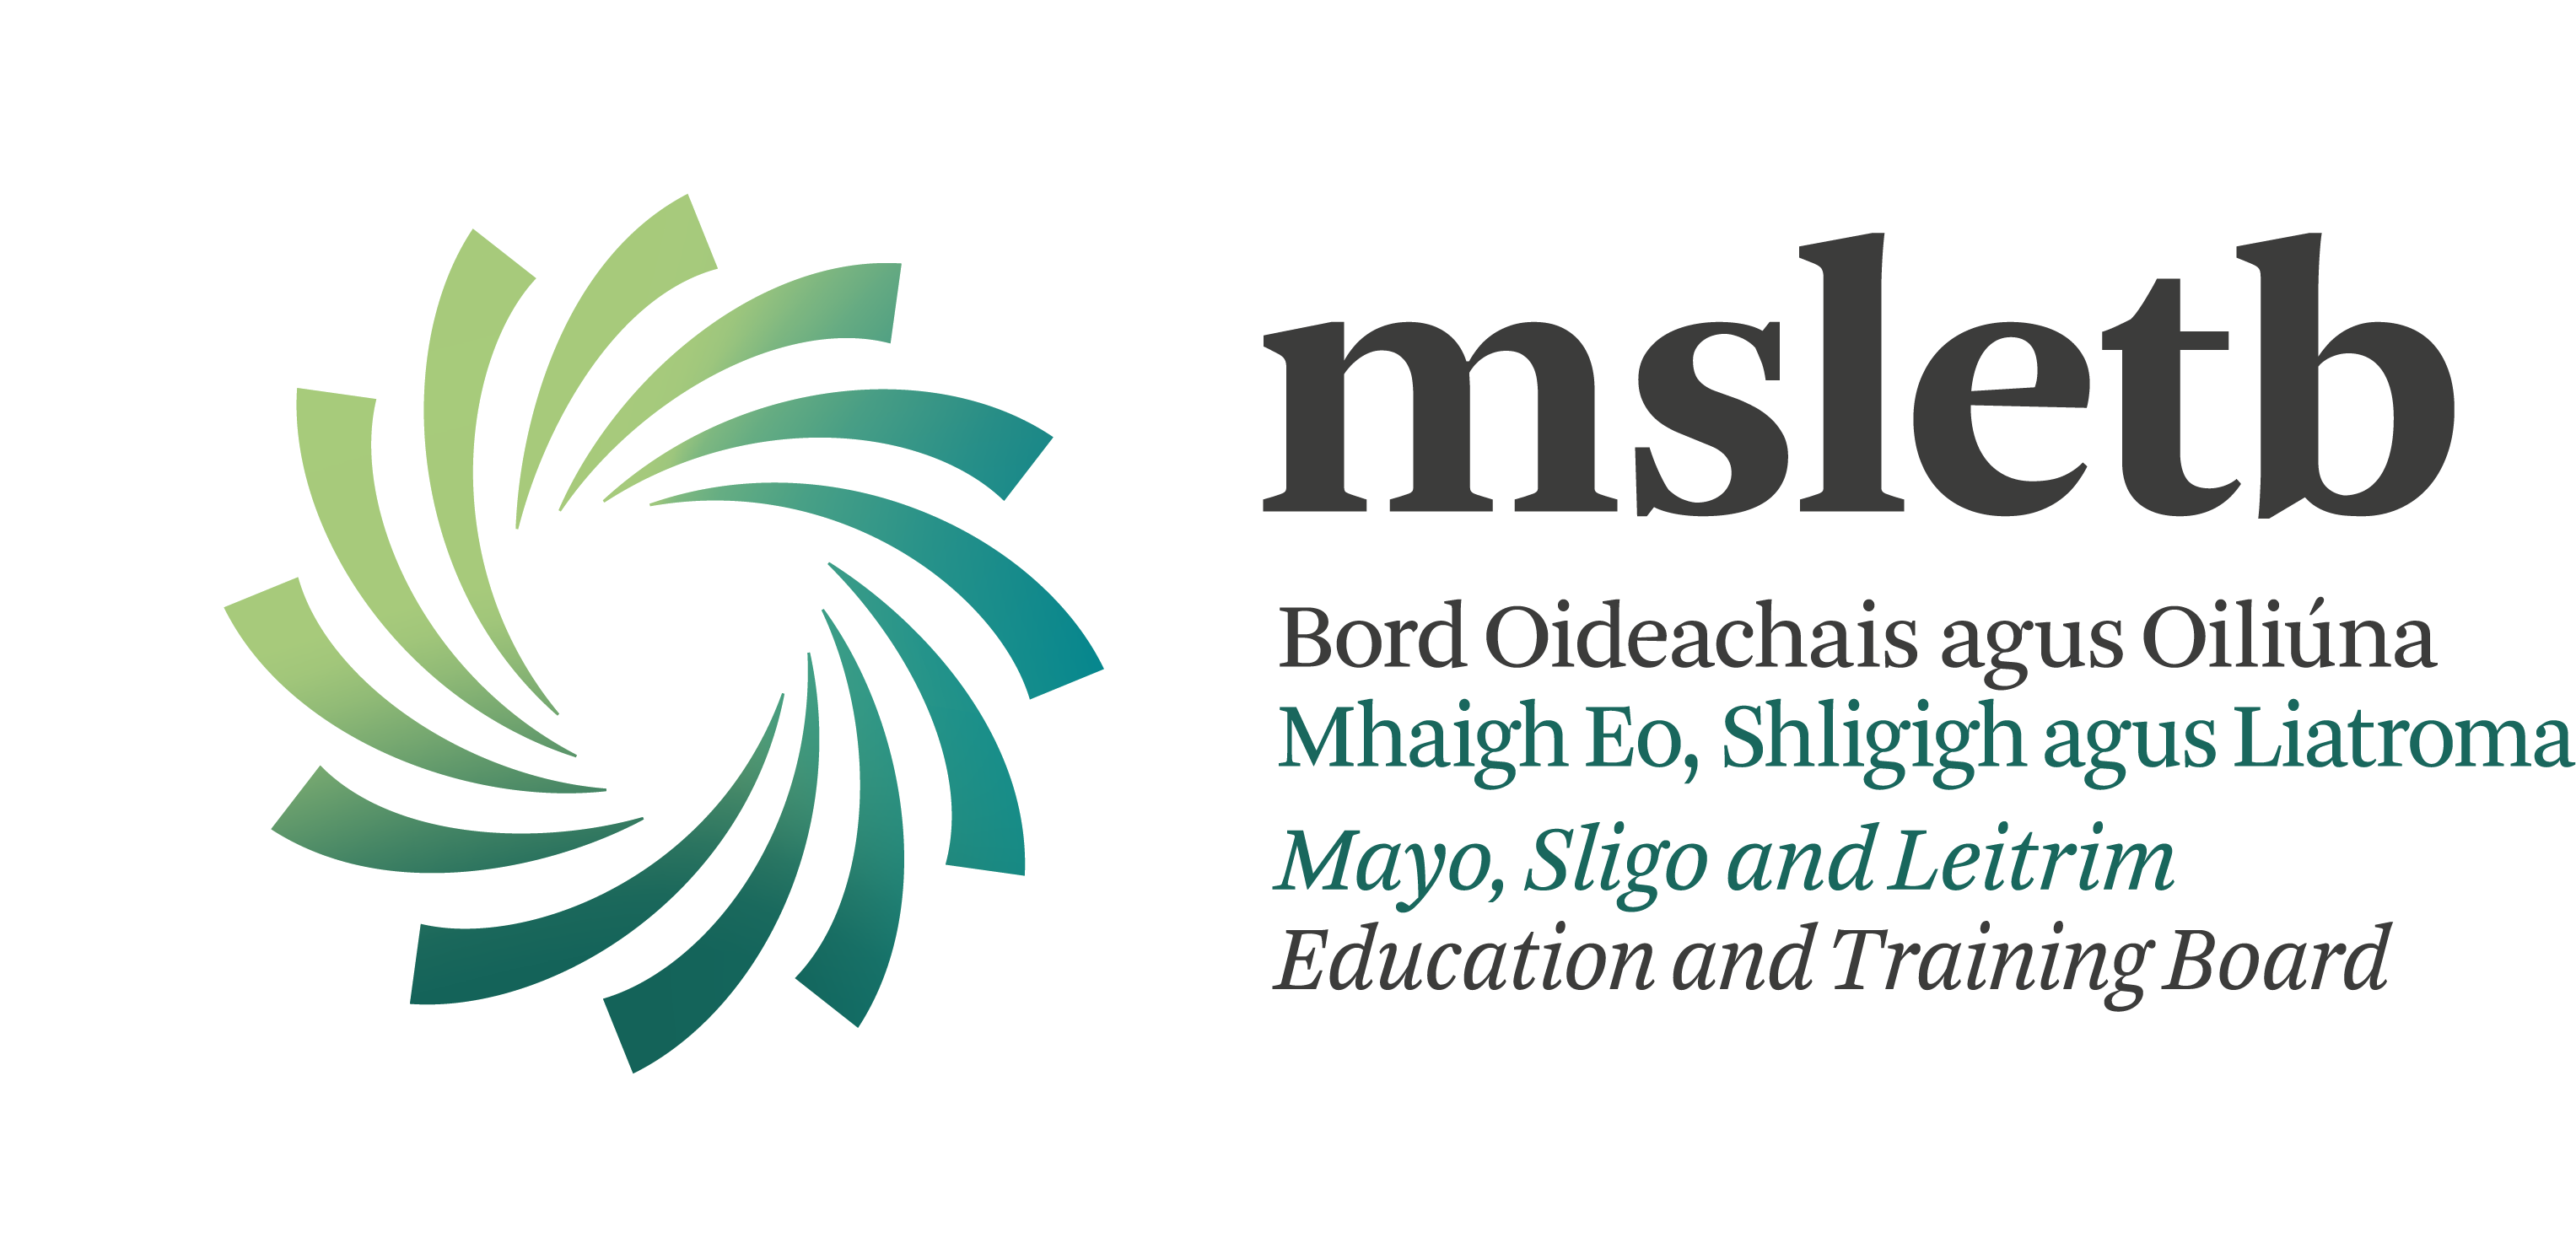 msletb
Bord Oideachais agus Oiliúna
Mhaigh Eo, Shligigh agus Liatroma
Mayo, Sligo and Leitrim
Education and Training Board